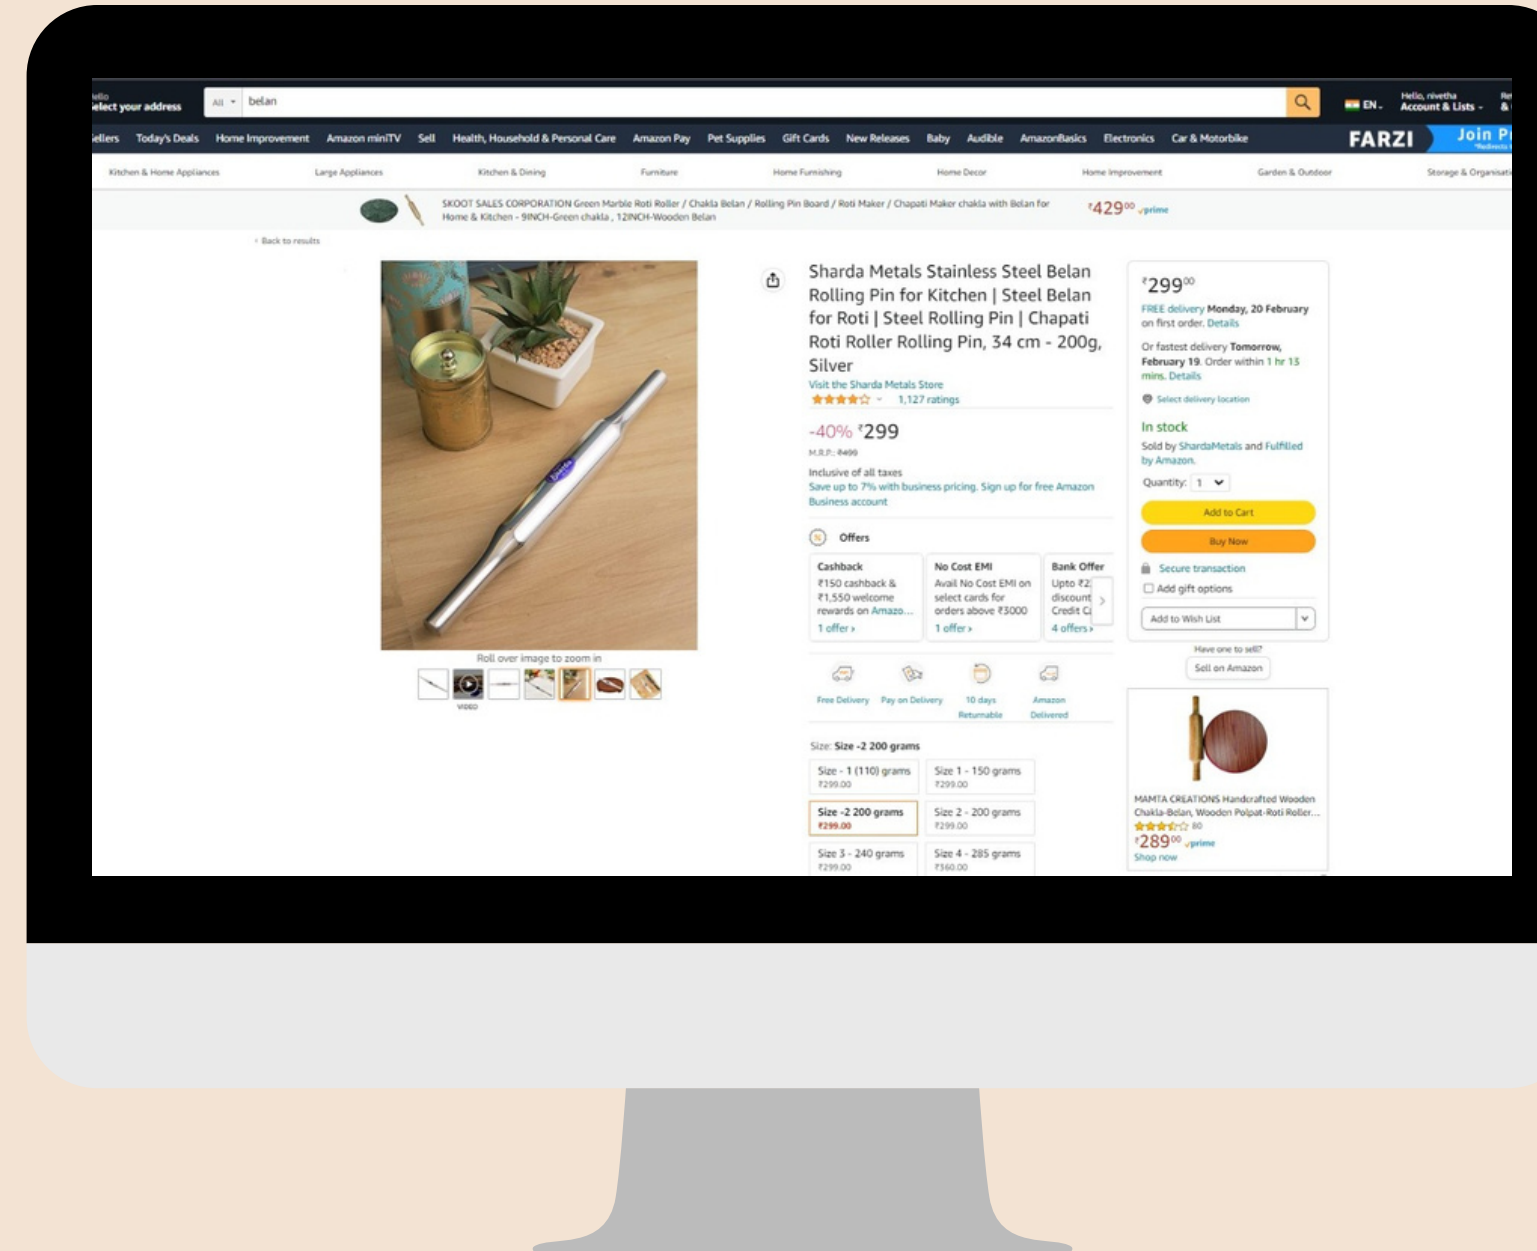 Select your address
All
belan
EN
Hello, nivetha
Account & Lists
Sellers Today's Deals Home Improvement Amazon miniTV Sell Health, Household & Personal Care Amazon Pay Pet Supplies Gift Cards New Releases Baby Audible AmazonBasics Electronics Car & Motorbike
FARZI
Join
Kitchen & Home Appliances Large Appliances Kitchen & Dining Furniture Home Furnishing Home Decor Home Improvement Garden & Outdoor Storage &
SKOOT SALES CORPORATION Green Marble Roti Roller / Chakla Belan / Rolling Pin Board / Roti Maker / Chapati Maker chakla with Belan for
Home & Kitchen - 9INCH-Green chakla , 12INCH-Wooden Belan
₹429⁰⁰ prime
‹ Back to results
Sharda
Roll over image to zoom in
VIDEO
Sharda Metals Stainless Steel Belan
Rolling Pin for Kitchen | Steel Belan
for Roti | Steel Rolling Pin | Chapati
Roti Roller Rolling Pin, 34 cm - 200g,
Silver
Visit the Sharda Metals Store
1,127 ratings
-40% ₹299
M.R.P.: ₹499
Inclusive of all taxes
Save up to 7% with business pricing. Sign up for free Amazon
Business account
Offers
Cashback
₹150 cashback &
₹1,550 welcome
rewards on Amazo...
1 offer ›
No Cost EMI
Avail No Cost EMI on
select cards for
orders above ₹3000
1 offer ›
Bank Offer
Upto
discount
Credit
4 offers ›
Free Delivery
Pay on Delivery
10 days
Returnable
Amazon
Delivered
Size: Size -2 200 grams
Size - 1 (110) grams
₹299.00
Size 1 - 150 grams
₹299.00
Size -2 200 grams
₹299.00
Size 2 - 200 grams
₹299.00
Size 3 - 240 grams
₹299.00
Size 4 - 285 grams
₹360.00
₹299⁰⁰
FREE delivery Monday, 20 February
on first order. Details
Or fastest delivery Tomorrow,
February 19. Order within 1 hr 13
mins. Details
Select delivery location
In stock
Sold by ShardaMetals and Fulfilled
by Amazon.
Quantity: 1
Add to Cart
Buy Now
Secure transaction
Add gift options
Add to Wish List
Have one to sell?
Sell on Amazon
MAMTA CREATIONS Handcrafted Wooden
Chakla-Belan, Wooden Polpat-Roti Roller...
80
₹289⁰⁰ prime
Shop now